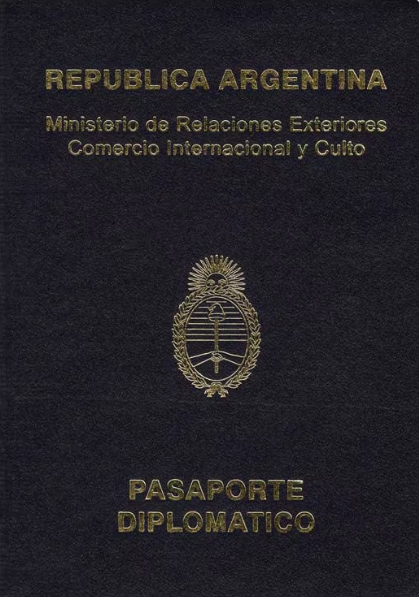 REPUBLICA ARGENTINA
Ministerio de Relaciones Exteriores
Comercio Internacional y Culto
PASAPORTE
DIPLOMATICO